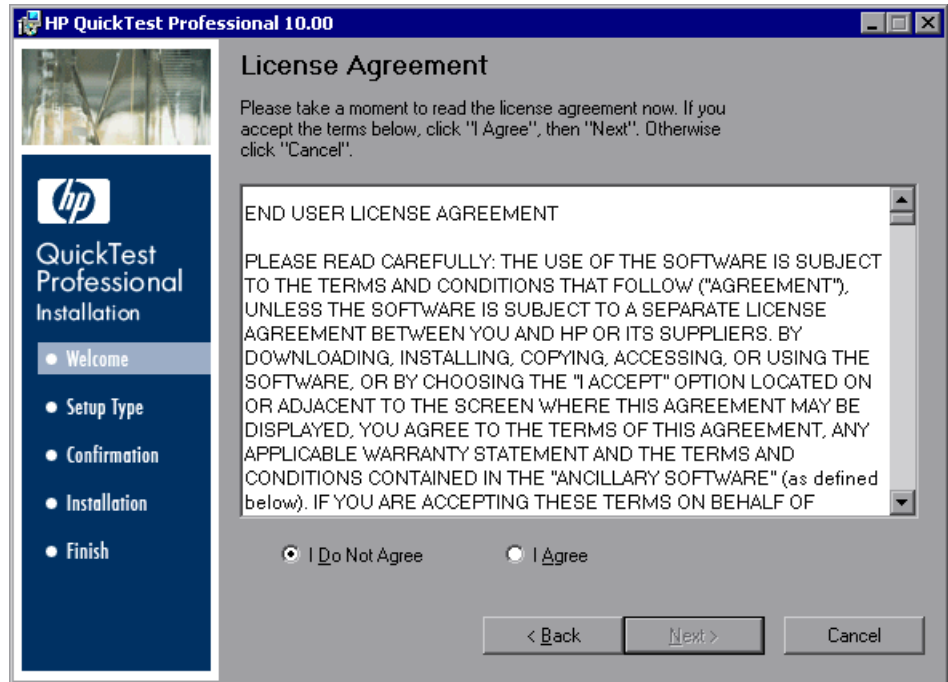 HP QuickTest Professional 10.00
License Agreement
Please take a moment to read the license agreement now. If you
accept the terms below, click "I Agree", then "Next". Otherwise
click "Cancel".
hp
QuickTest
Professional
Installation
Welcome
Setup Type
Confirmation
Installation
Finish
END USER LICENSE AGREEMENT
PLEASE READ CAREFULLY: THE USE OF THE SOFTWARE IS SUBJECT
TO THE TERMS AND CONDITIONS THAT FOLLOW ("AGREEMENT"),
UNLESS THE SOFTWARE IS SUBJECT TO A SEPARATE LICENSE
AGREEMENT BETWEEN YOU AND HP OR ITS SUPPLIERS. BY
DOWNLOADING, INSTALLING, COPYING, ACCESSING, OR USING THE
SOFTWARE, OR BY CHOOSING THE "I ACCEPT" OPTION LOCATED ON
OR ADJACENT TO THE SCREEN WHERE THIS AGREEMENT MAY BE
DISPLAYED, YOU AGREE TO THE TERMS OF THIS AGREEMENT, ANY
APPLICABLE WARRANTY STATEMENT AND THE TERMS AND
CONDITIONS CONTAINED IN THE "ANCILLARY SOFTWARE" (as defined
below). IF YOU ARE ACCEPTING THESE TERMS ON BEHALF OF
I Do Not Agree
I Agree
< Back
Next >
Cancel